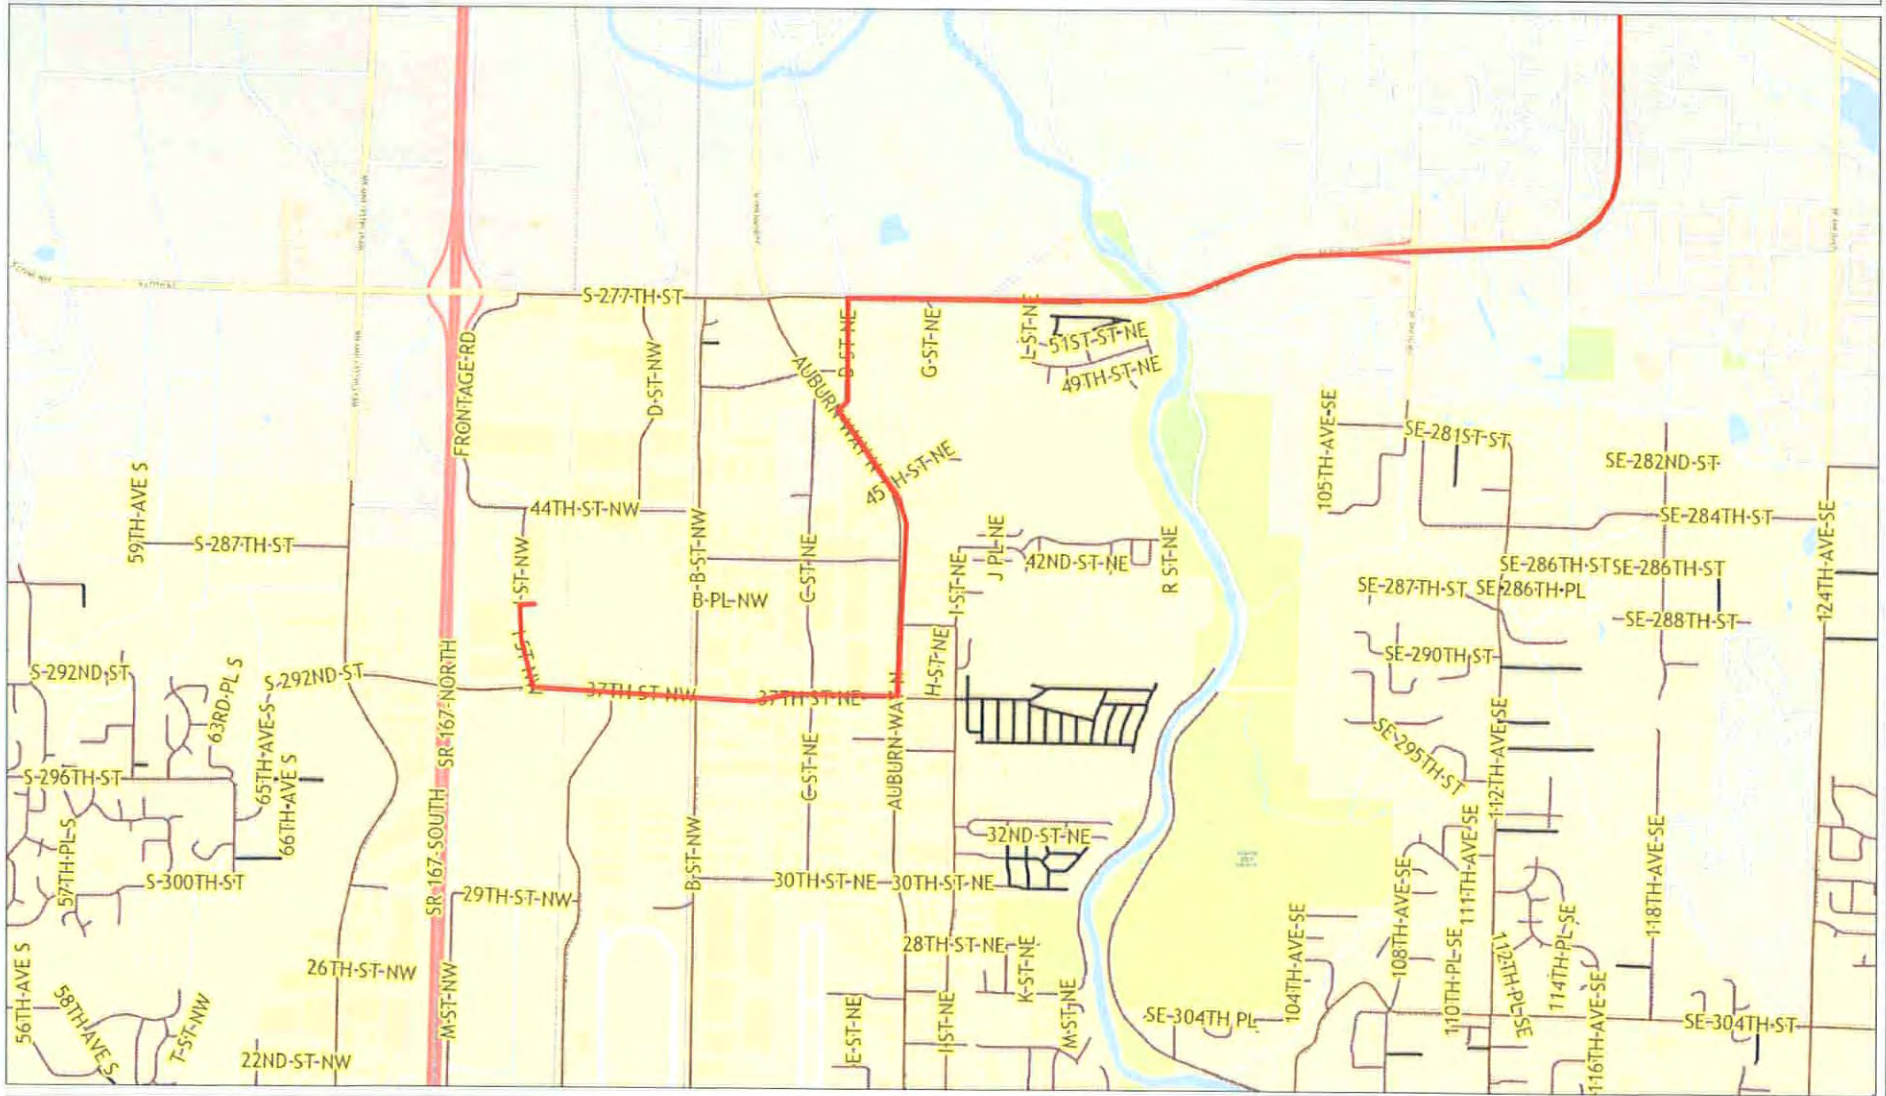 S-277TH-ST
B-ST-NE
G-ST-NE
L-ST-NE
51ST-ST-NE
49TH-ST-NE
FRONTAGE-RD
D-ST-NW
AUBURN-WAY N
45TH-ST-NE
105TH-AVE-SE
SE-281ST-ST
SE-282ND-ST
59TH-AVE S
S-287TH-ST
44TH-ST-NW
I-ST-NW
B-ST-NW
C-ST-NE
J PL-NE
I-ST-NE
42ND-ST-NE
R ST-NE
SE-284TH-ST
124TH-AVE-SE
SE-286TH-ST
SE-286TH-ST
SE-287TH-ST
SE-286TH-PL
B-PL-NW
SE-288TH-ST
I-ST-NW
H-ST-NE
SE-290TH-ST
S-292ND-ST
63RD-PL S
S-292ND-ST
SR-167-NORTH
37TH-ST-NW
37TH-ST-NE
AUBURN-WAY N
C-ST-NE
65TH-AVE-S
SE-295TH-ST
112TH-AVE-SE
S-296TH-ST
66TH-AVE S
57TH-PL-S
SR-167-SOUTH
B-ST-NW
32ND-ST-NE
111TH-AVE-SE
118TH-AVE-SE
S-300TH-ST
29TH-ST-NW
30TH-ST-NE
30TH-ST-NE
108TH-AVE-SE
104TH-AVE-SE
110TH-PL-SE
112TH-PL-SE
114TH-PL-SE
56TH-AVE S
58TH-AVE S
T-ST-NW
26TH-ST-NW
M-ST-NW
28TH-ST-NE
K-ST-NE
M-ST-NE
E-ST-NE
I-ST-NE
SE-304TH PL
116TH-AVE-SE
SE-304TH-ST
22ND-ST-NW